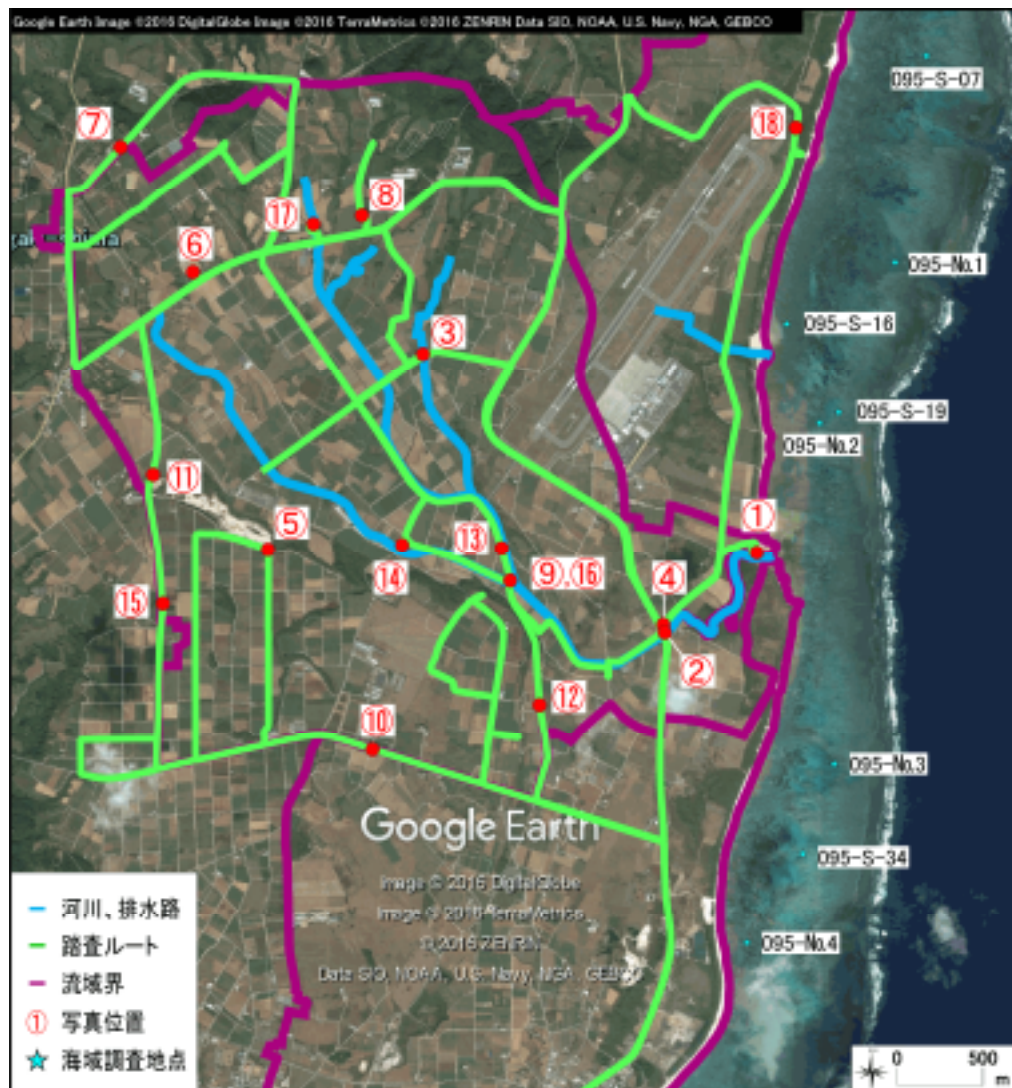 Google Earth Image ©2016 DigitalGlobe Image ©2016 TerraMetrics ©2016 ZENRIN Data SIO, NOAA, U.S. Navy, NGA, GEBCO
095-S-07
⑦
⑱
⑧
⑰
⑥
095-No.1
095-S-16
③
095-S-19
095-No.2
⑪
①
⑤
⑬
⑭
⑨,⑯
④
⑮
②
⑫
⑩
095-No.3
Google Earth
095-S-34
Image © 2016 DigitalGlobe
Image © 2016 TerraMetrics
© 2016 ZENRIN
Data SIO, NOAA, U.S. Navy, NGA, GEBCO
095-No.4
河川、排水路
踏査ルート
流域界
① 写真位置
海域調査地点
0 500
m